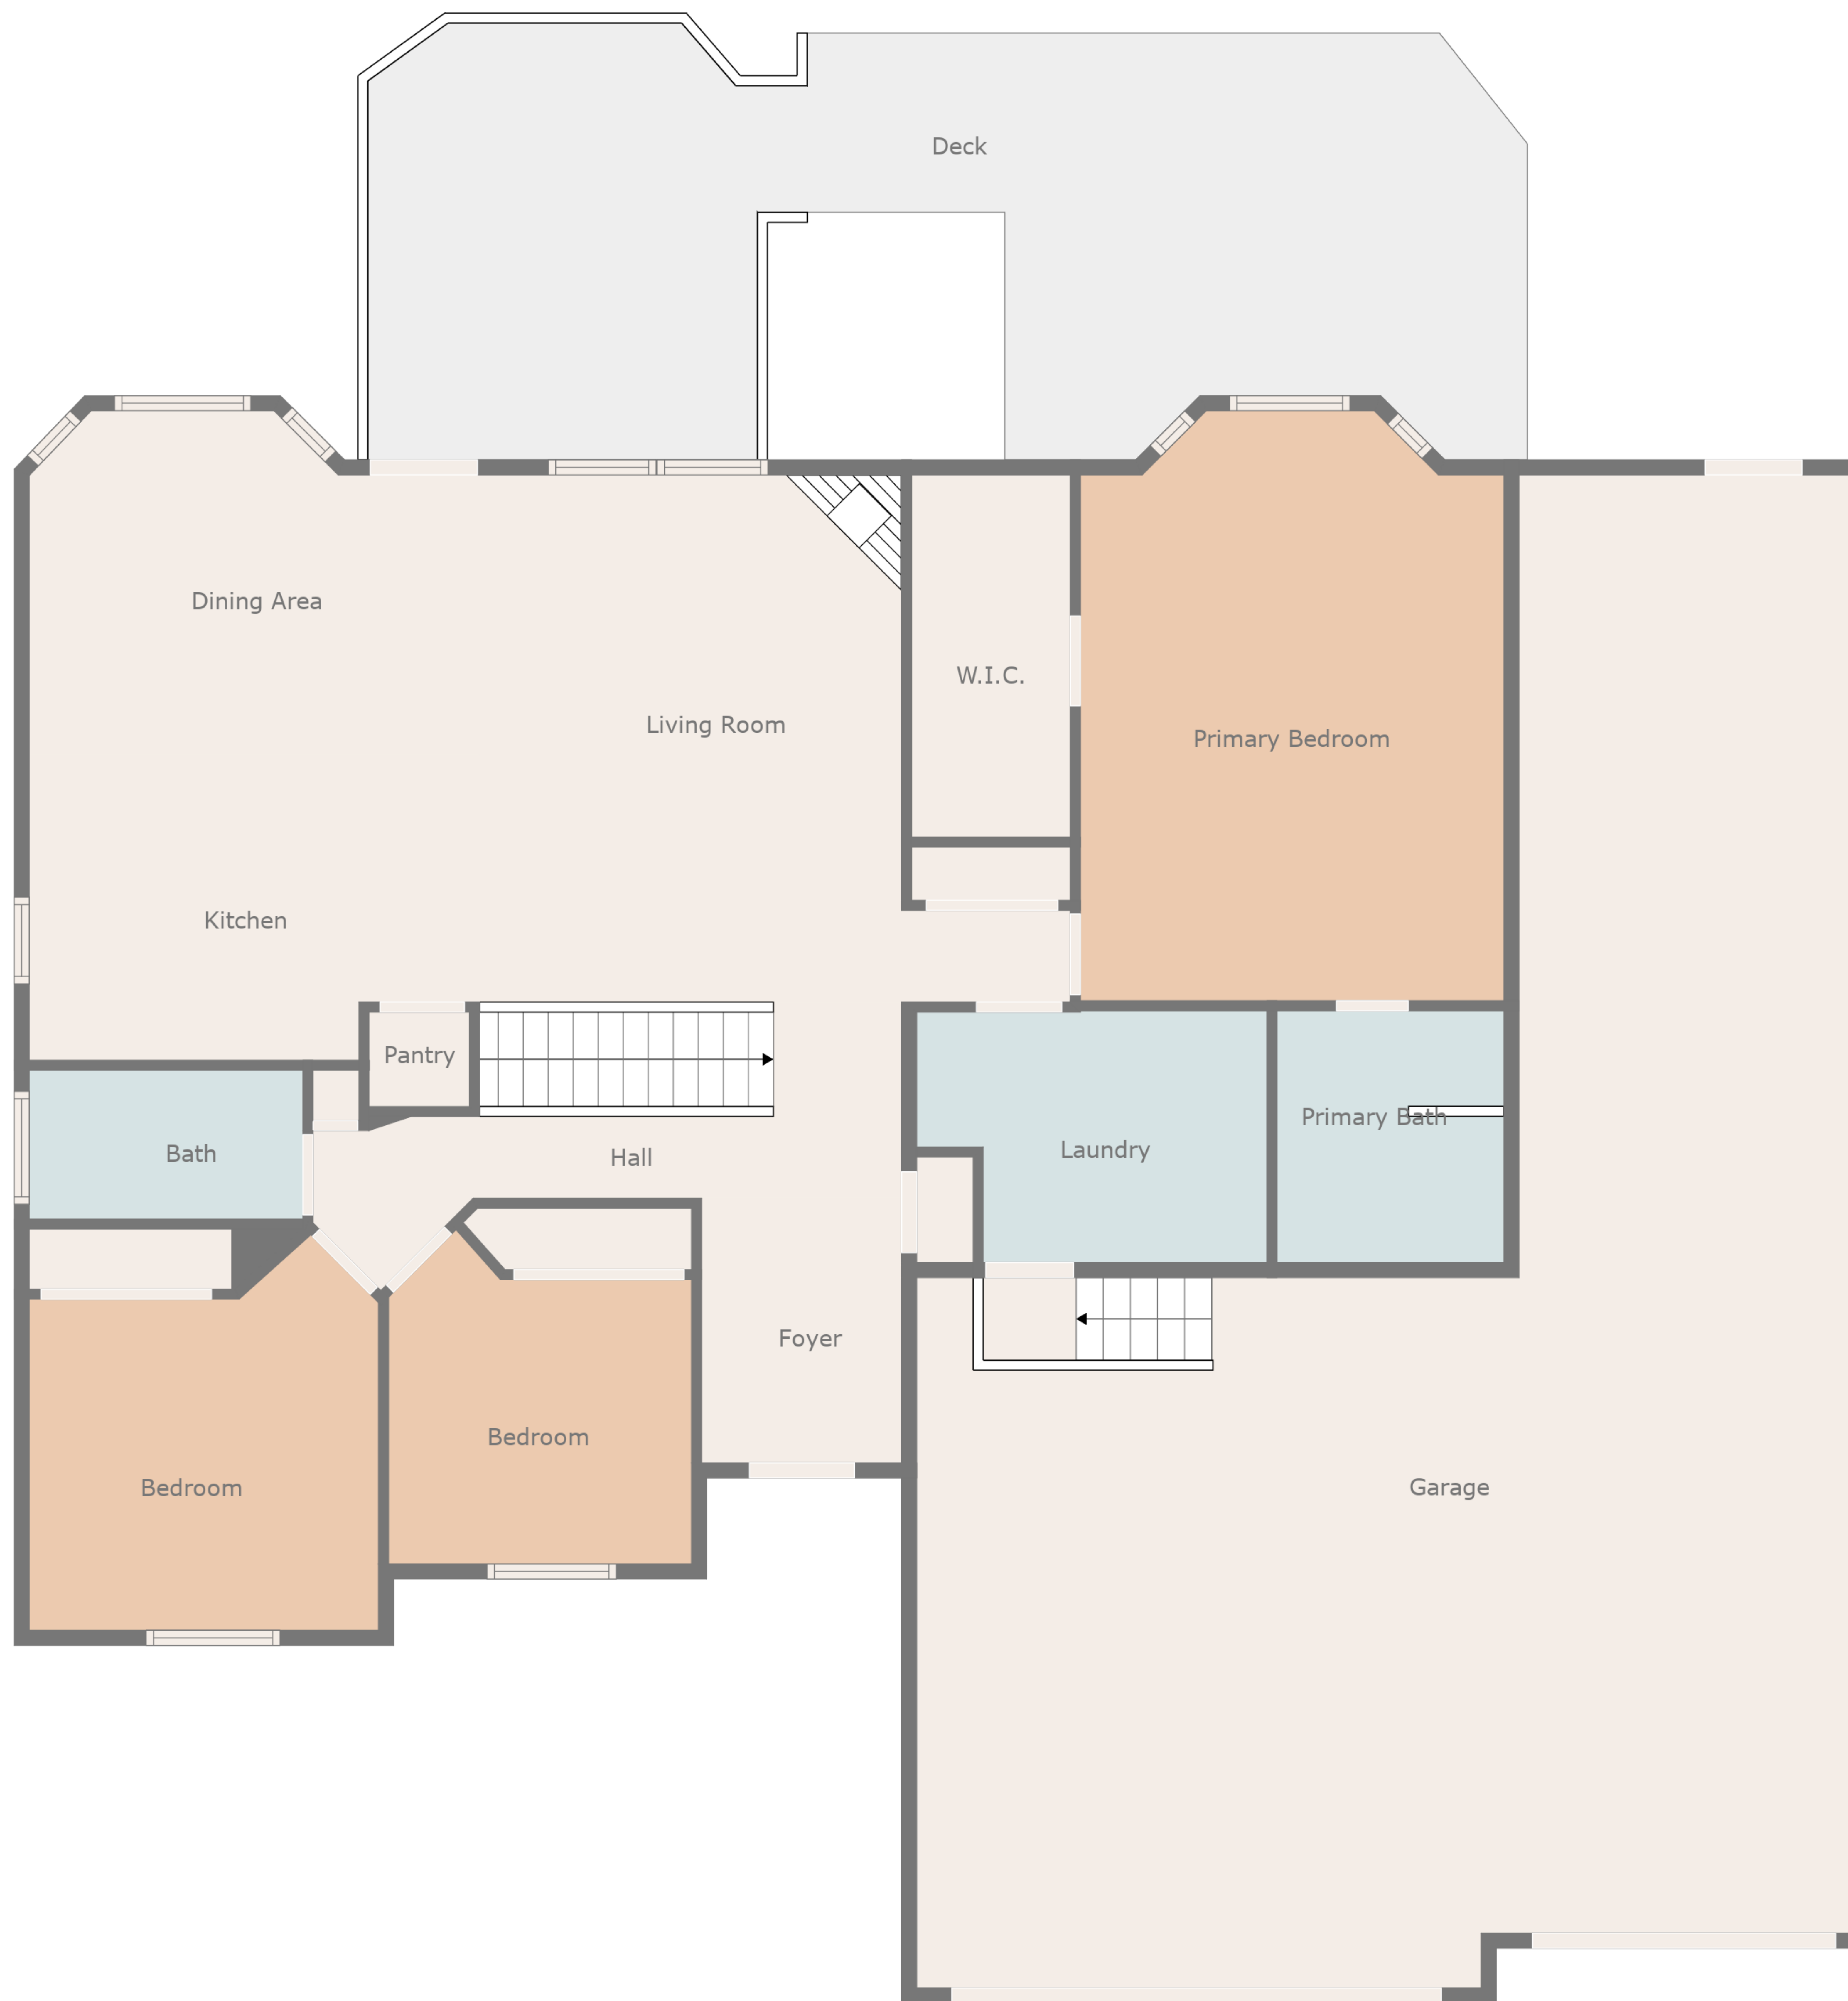 Deck
Dining Area
W.I.C.
Living Room
Primary Bedroom
Kitchen
Pantry
Primary Bath
Bath
Hall
Laundry
Foyer
Bedroom
Bedroom
Garage